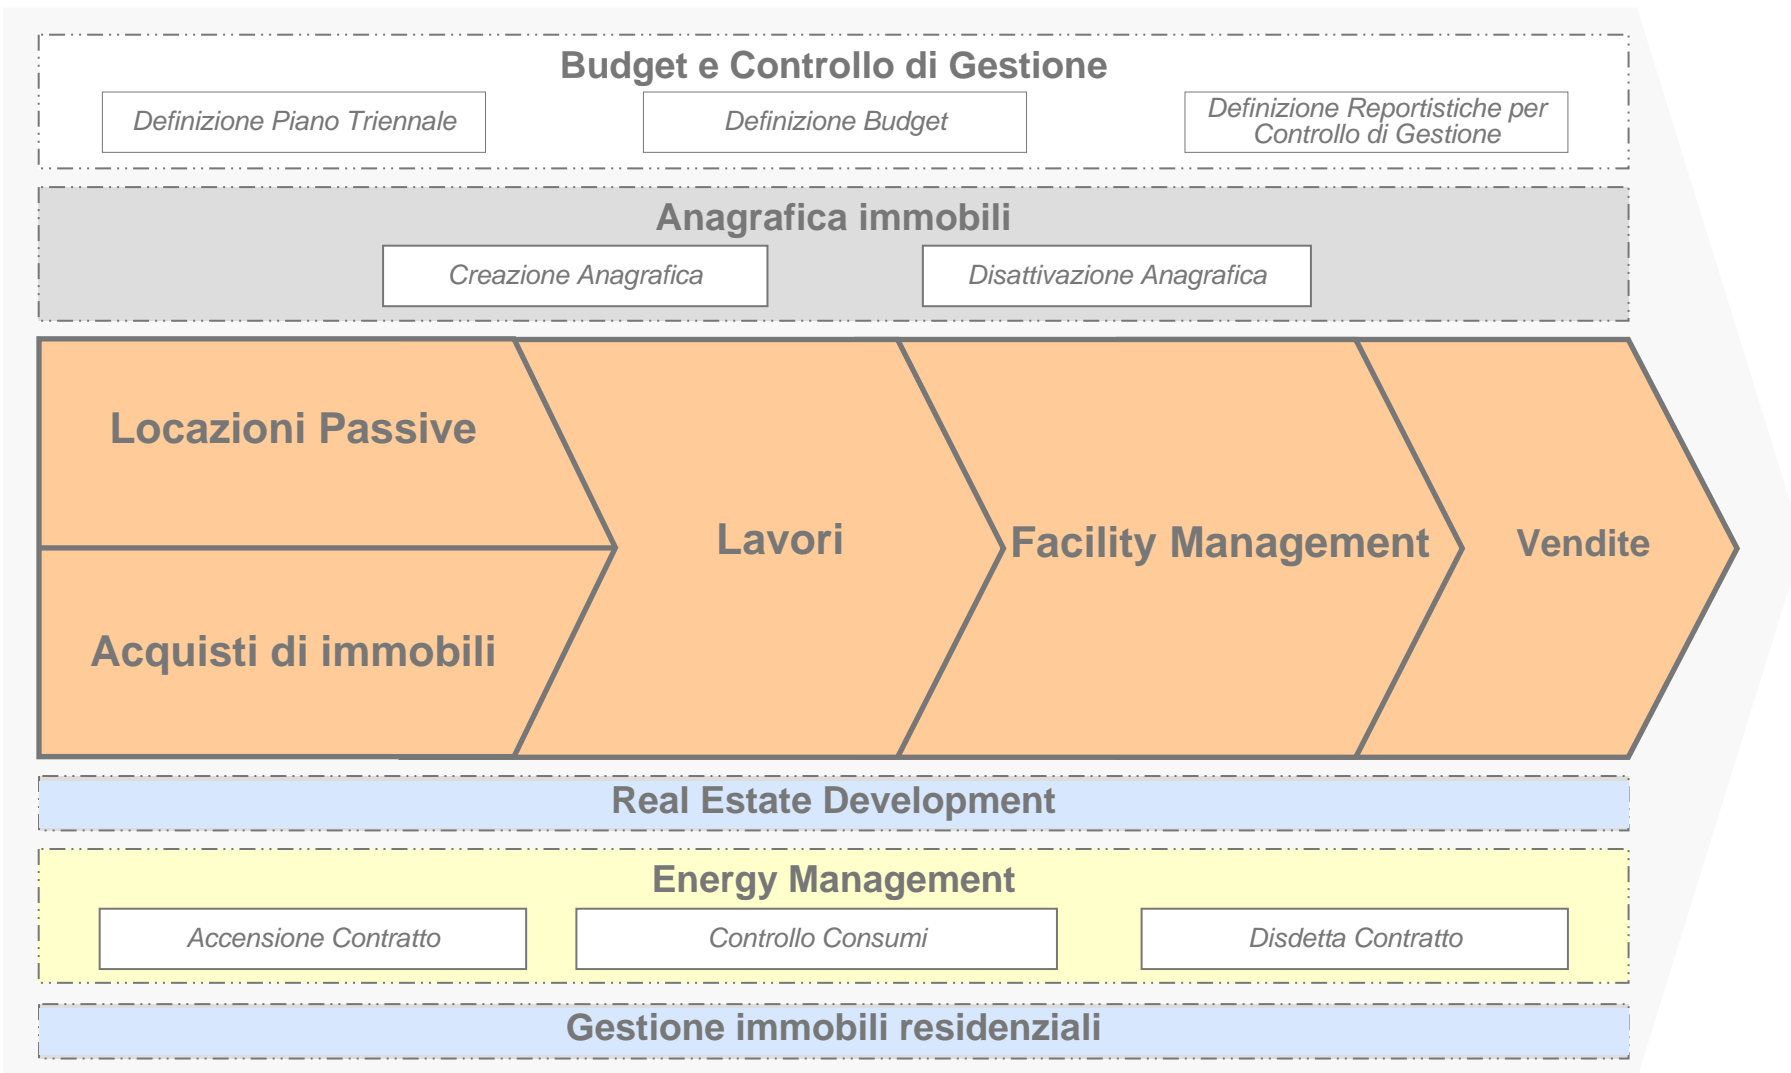 Budget e Controllo di Gestione
Definizione Piano Triennale
Definizione Budget
Definizione Reportistiche per
Controllo di Gestione
Anagrafica immobili
Creazione Anagrafica
Disattivazione Anagrafica
Locazioni Passive
Acquisti di immobili
Lavori
Facility Management
Vendite
Real Estate Development
Energy Management
Accensione Contratto
Controllo Consumi
Disdetta Contratto
Gestione immobili residenziali